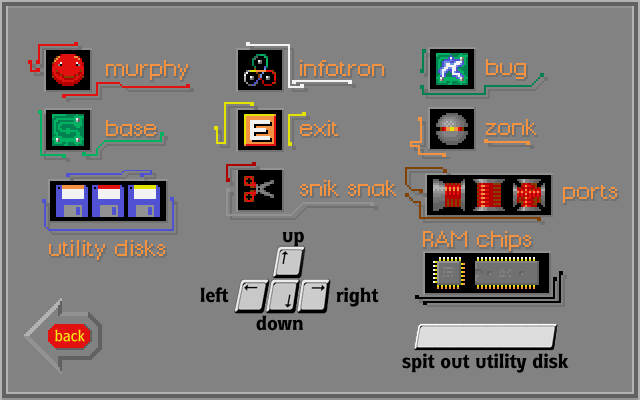 murphy
infotron
bug
base
E
exit
zonk
snik snak
ports
utility disks
RAM chips
up
left
right
down
back
spit out utility disk